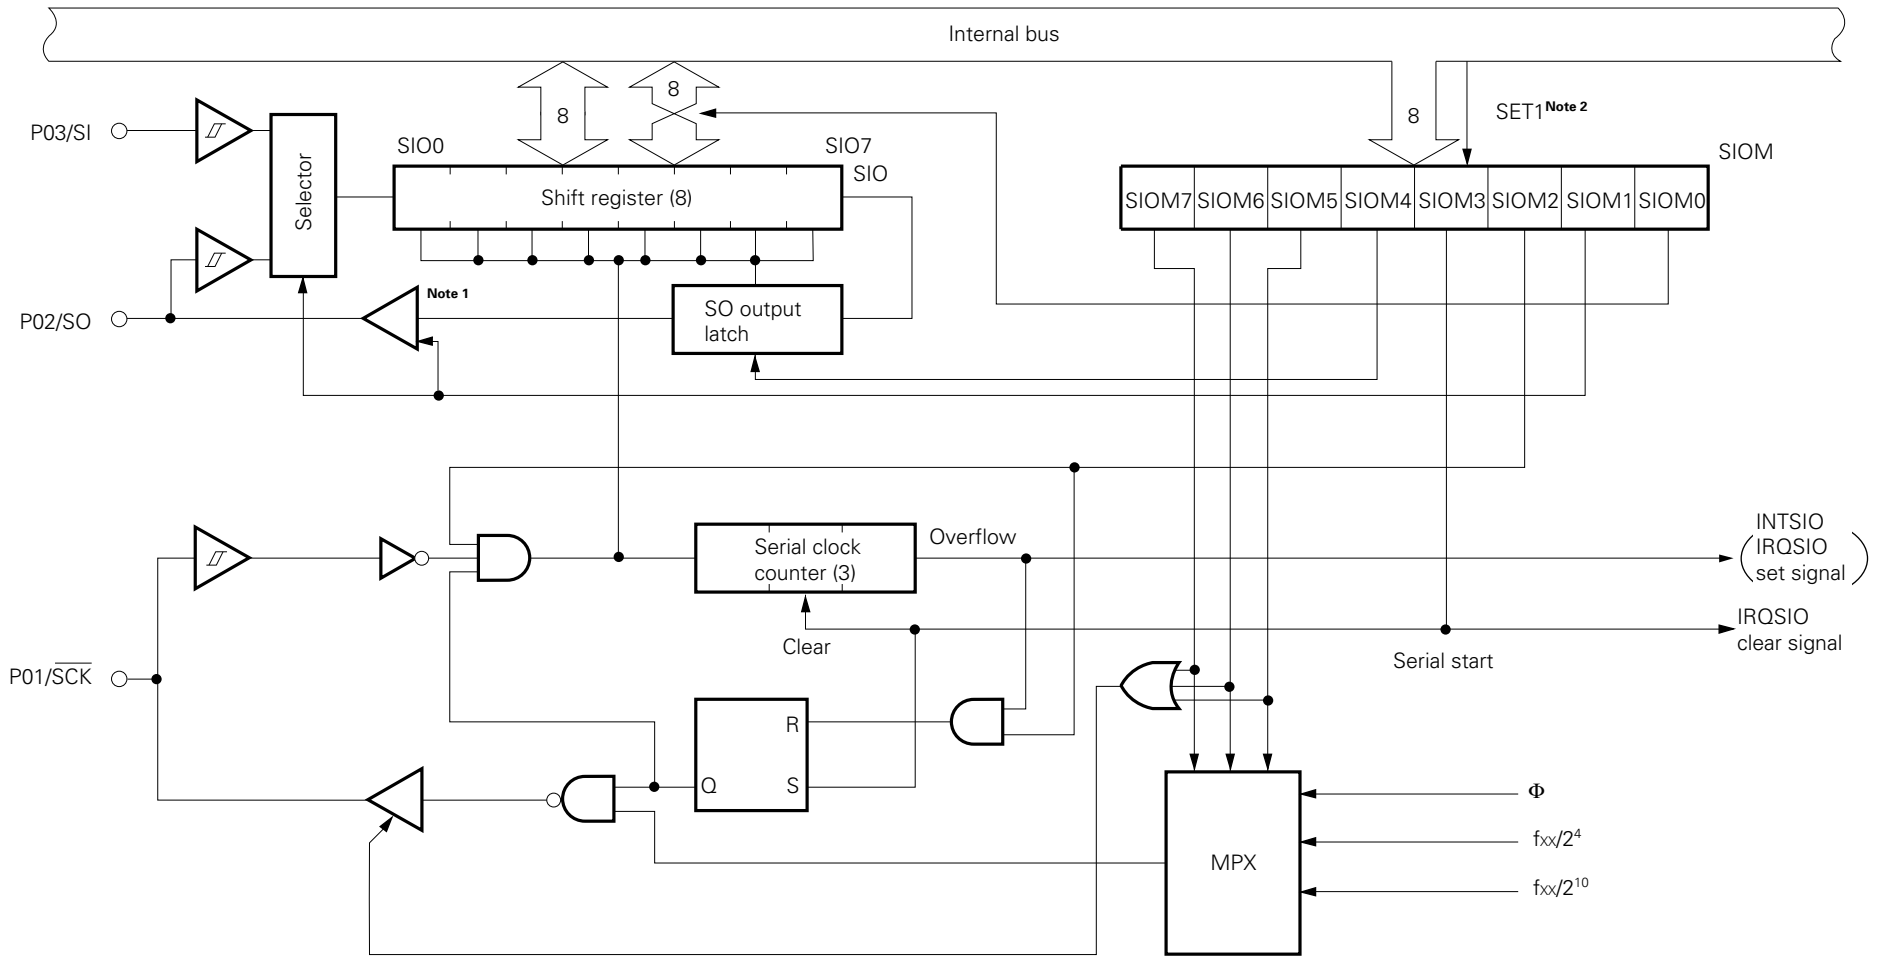 Internal bus
8
8
8
SET1 Note 2
P03/SI
SIO0
SIO7
SIO
SIOM
Selector
Shift register (8)
SIOM7 SIOM6 SIOM5 SIOM4 SIOM3 SIOM2 SIOM1 SIOM0
Note 1
P02/SO
SO output
latch
INTSIO
IRQSIO
set signal
Overflow
Serial clock
counter (3)
IRQSIO
clear signal
Clear
Serial start
P01/S̅C̅K̅
R
Q
S
Φ
fxx/2⁴
MPX
fxx/2¹⁰